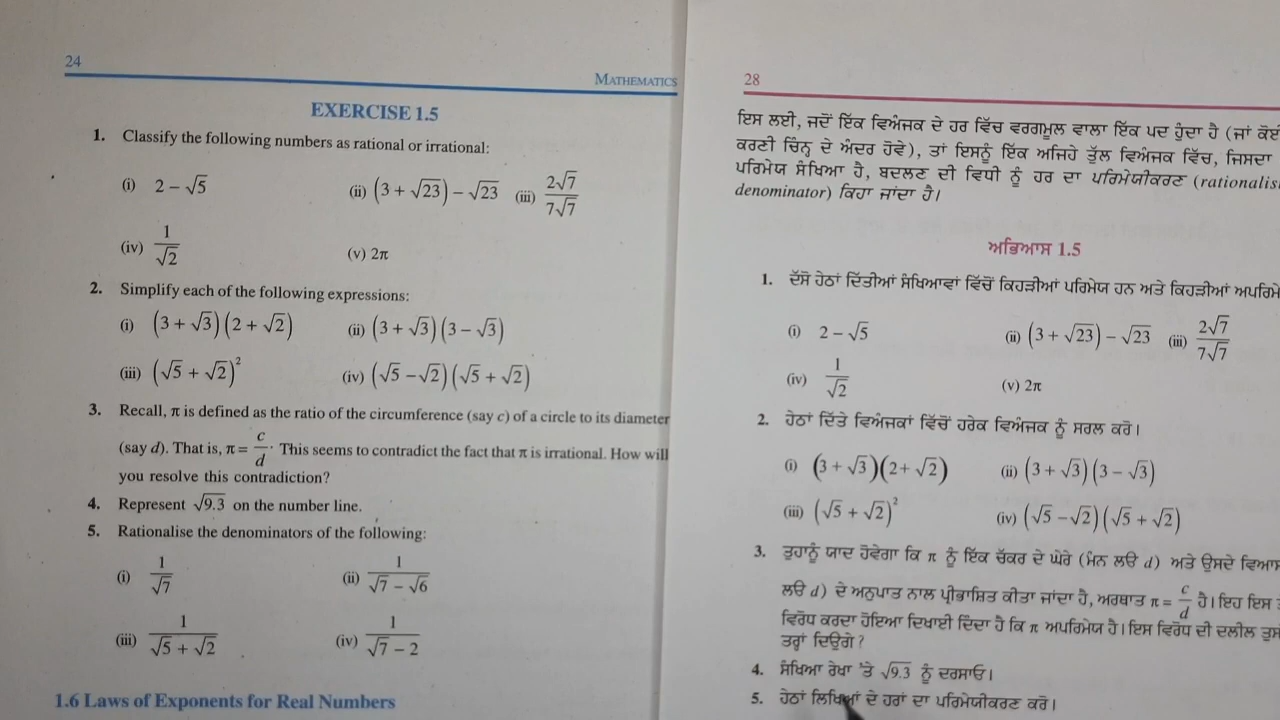 24
MATHEMATICS
EXERCISE 1.5
1. Classify the following numbers as rational or irrational:
(i) 2 – √5 (ii) (3 + √23) – √23 (iii) 2√7/7√7
(iv) 1/√2 (v) 2π
2. Simplify each of the following expressions:
(i) (3 + √3)(2 + √2) (ii) (3 + √3)(3 – √3)
(iii) (√5 + √2)² (iv) (√5 – √2)(√5 + √2)
3. Recall, π is defined as the ratio of the circumference (say c) of a circle to its diameter
(say d). That is, π = c/d. This seems to contradict the fact that π is irrational. How will
you resolve this contradiction?
4. Represent √9.3 on the number line.
5. Rationalise the denominators of the following:
(i) 1/√7 (ii) 1/(√7 – √6)
(iii) 1/(√5 + √2) (iv) 1/(√7 – 2)
1.6 Laws of Exponents for Real Numbers
28
ਇਸ ਲਈ, ਜਦੋਂ ਇੱਕ ਵਿਅੰਜਕ ਦੇ ਹਰ ਵਿੱਚ ਵਰਗਮੂਲ ਵਾਲਾ ਇੱਕ ਪਦ ਹੁੰਦਾ ਹੈ (ਜਾਂ ਕੋਈ
ਕਰਣੀ ਚਿੰਨ੍ਹ ਦੇ ਅੰਦਰ ਹੋਵੇ), ਤਾਂ ਇਸਨੂੰ ਇੱਕ ਅਜਿਹੇ ਤੁੱਲ ਵਿਅੰਜਕ ਵਿੱਚ, ਜਿਸਦਾ
ਪਰਿਮੇਯ ਸੰਖਿਆ ਹੈ, ਬਦਲਣ ਦੀ ਵਿਧੀ ਨੂੰ ਹਰ ਦਾ ਪਰਿਮੇਯੀਕਰਣ (rationalis
denominator) ਕਿਹਾ ਜਾਂਦਾ ਹੈ।
ਅਭਿਆਸ 1.5
1. ਦੱਸੋ ਹੇਠਾਂ ਦਿੱਤੀਆਂ ਸੰਖਿਆਵਾਂ ਵਿੱਚੋਂ ਕਿਹੜੀਆਂ ਪਰਿਮੇਯ ਹਨ ਅਤੇ ਕਿਹੜੀਆਂ ਅਪਰਿਮੇ
(i) 2 – √5 (ii) (3 + √23) – √23 (iii) 2√7/7√7
(iv) 1/√2 (v) 2π
2. ਹੇਠਾਂ ਦਿੱਤੇ ਵਿਅੰਜਕਾਂ ਵਿੱਚੋਂ ਹਰੇਕ ਵਿਅੰਜਕ ਨੂੰ ਸਰਲ ਕਰੋ।
(i) (3 + √3)(2 + √2) (ii) (3 + √3)(3 – √3)
(iii) (√5 + √2)² (iv) (√5 – √2)(√5 + √2)
3. ਤੁਹਾਨੂੰ ਯਾਦ ਹੋਵੇਗਾ ਕਿ π ਨੂੰ ਇੱਕ ਚੱਕਰ ਦੇ ਘੇਰੇ (ਮੰਨ ਲਓ d) ਅਤੇ ਉਸਦੇ ਵਿਆਸ
ਲਓ d) ਦੇ ਅਨੁਪਾਤ ਨਾਲ ਪ੍ਰੀਭਾਸ਼ਿਤ ਕੀਤਾ ਜਾਂਦਾ ਹੈ, ਅਰਥਾਤ π = c/d ਹੈ। ਇਹ ਇਸ
ਵਿਰੋਧ ਕਰਦਾ ਹੋਇਆ ਦਿਖਾਈ ਦਿੰਦਾ ਹੈ ਕਿ π ਅਪਰਿਮੇਯ ਹੈ। ਇਸ ਵਿਰੋਧ ਦੀ ਦਲੀਲ
ਤਰ੍ਹਾਂ ਦਿਉਗੇ?
4. ਸੰਖਿਆ ਰੇਖਾ 'ਤੇ √9.3 ਨੂੰ ਦਰਸਾਓ।
5. ਹੇਠਾਂ ਲਿਖਿਆਂ ਦੇ ਹਰਾਂ ਦਾ ਪਰਿਮੇਯੀਕਰਣ ਕਰੋ।